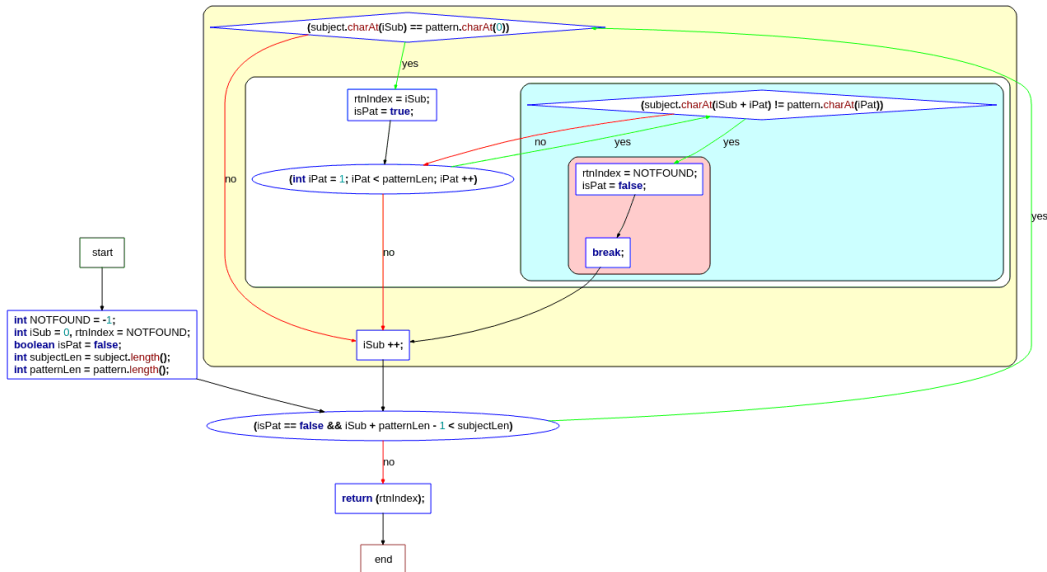 (subject.charAt(iSub) == pattern.charAt(0))
yes
rtnIndex = iSub;
isPat = true;
(subject.charAt(iSub + iPat) != pattern.charAt(iPat))
no
yes
yes
no
(int iPat = 1; iPat < patternLen; iPat ++)
rtnIndex = NOTFOUND;
isPat = false;
yes
start
no
break;
int NOTFOUND = -1;
int iSub = 0, rtnIndex = NOTFOUND;
boolean isPat = false;
int subjectLen = subject.length();
int patternLen = pattern.length();
iSub ++;
(isPat == false && iSub + patternLen - 1 < subjectLen)
no
return (rtnIndex);
end